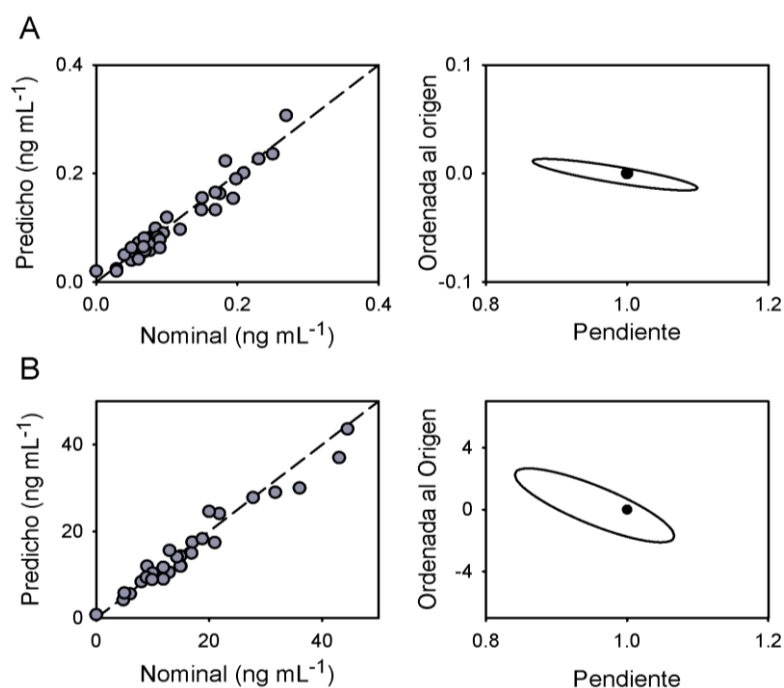 A
0.4
0.2
0.0
0.0
0.2
0.4
Predicho (ng mL⁻¹)
Nominal (ng mL⁻¹)
0.1
0.0
-0.1
0.8
1.0
1.2
Ordenada al origen
Pendiente
B
40
20
0
0
20
40
Predicho (ng mL⁻¹)
Nominal (ng mL⁻¹)
4
0
-4
0.8
1.0
1.2
Ordenada al Origen
Pendiente